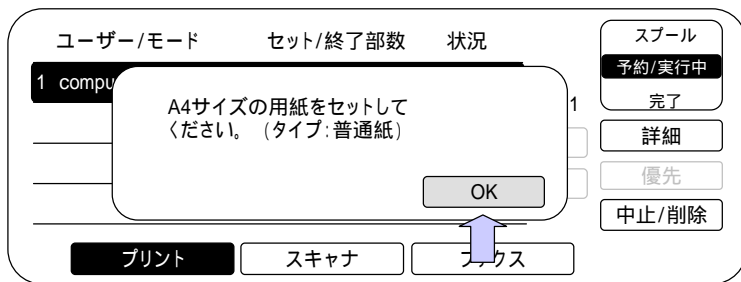 ユーザー/モード セット/終了部数 状況
スプール
予約/実行中
完了
1 compu
1
A4サイズの用紙をセットして
ください。（タイプ:普通紙）
OK
詳細
優先
中止/削除
プリント スキャナ ファクス